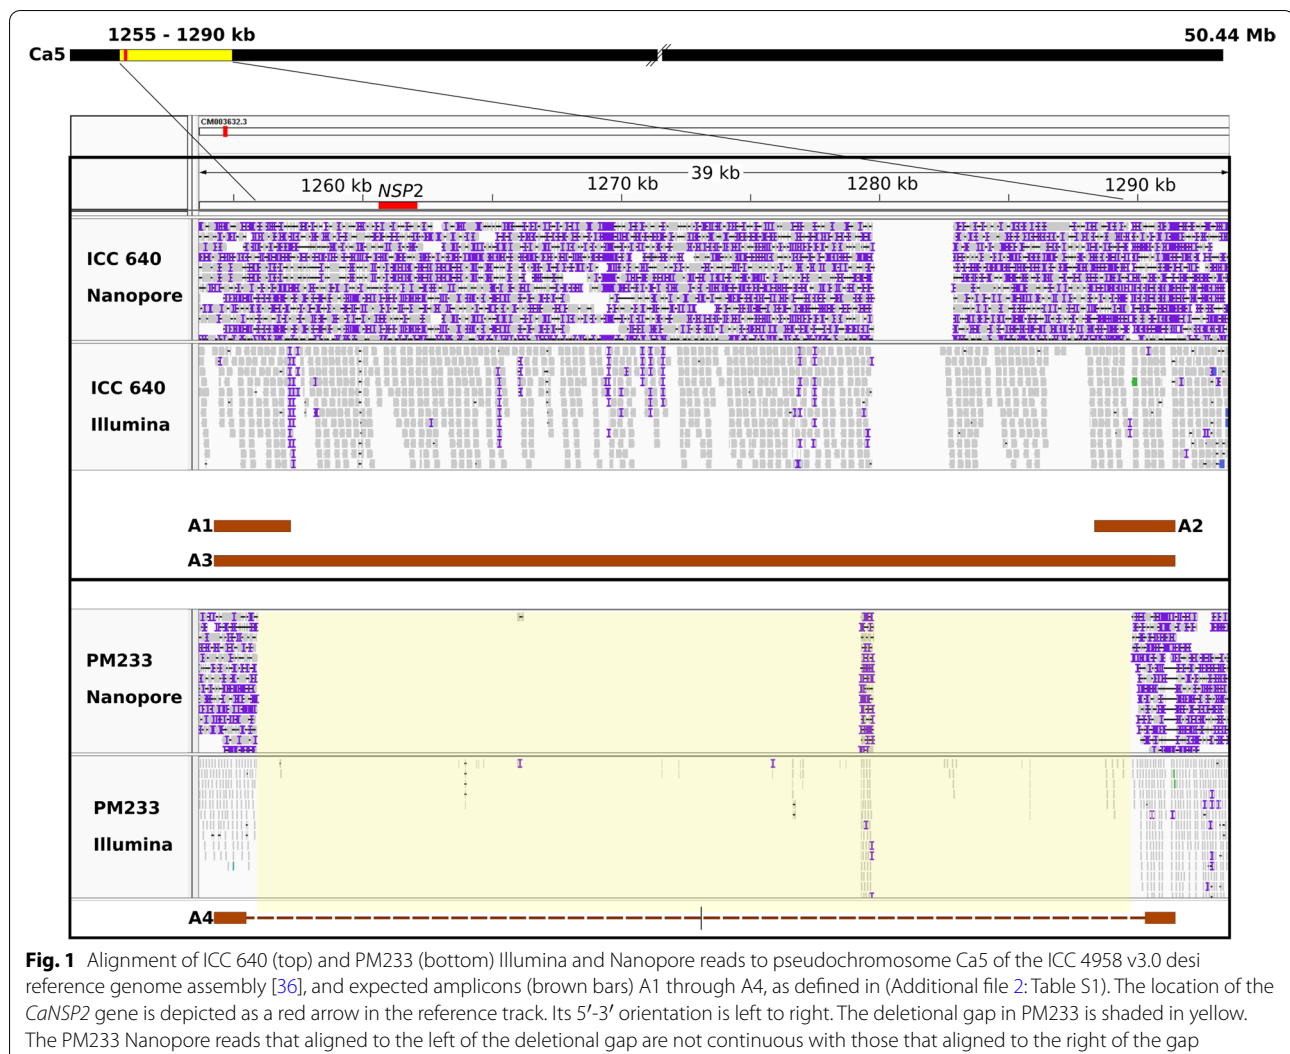 1255 - 1290 kb
50.44 Mb
Ca5
CM003632.3
39 kb
1260 kb
NSP2
1270 kb
1280 kb
1290 kb
ICC 640
Nanopore
ICC 640
Illumina
A1
A2
A3
PM233
Nanopore
PM233
Illumina
A4
Fig. 1 Alignment of ICC 640 (top) and PM233 (bottom) Illumina and Nanopore reads to pseudochromosome Ca5 of the ICC 4958 v3.0 desi
reference genome assembly [36], and expected amplicons (brown bars) A1 through A4, as defined in (Additional file 2: Table S1). The location of the
CaNSP2 gene is depicted as a red arrow in the reference track. Its 5′-3′ orientation is left to right. The deletional gap in PM233 is shaded in yellow.
The PM233 Nanopore reads that aligned to the left of the deletional gap are not continuous with those that aligned to the right of the gap